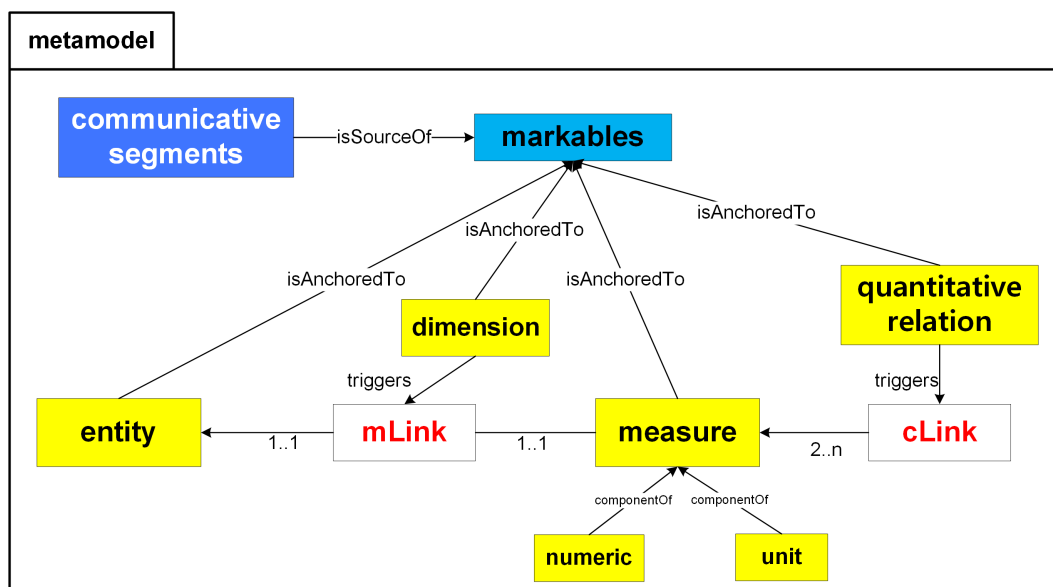 metamodel
communicative
segments
isSourceOf
markables
isAnchoredTo
isAnchoredTo
isAnchoredTo
isAnchoredTo
quantitative
relation
dimension
triggers
triggers
entity
1..1
mLink
1..1
measure
2..n
cLink
componentOf
componentOf
numeric
unit